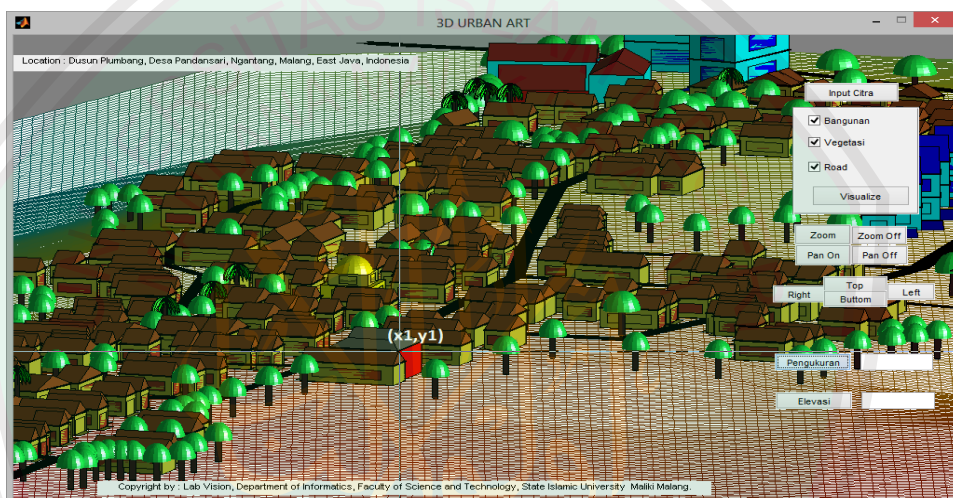 3D URBAN ART
Location : Dusun Plumbang, Desa Pandansari, Ngantang, Malang, East Java, Indonesia
Input Citra
Bangunan
Vegetasi
Road
Visualize
Zoom
Zoom Off
Pan On
Pan Off
Right
Top
Buttom
Left
(x1,y1)
Pengukuran
Elevasi
Copyright by : Lab Vision, Department of Informatics, Faculty of Science and Technology, State Islamic University Maliki Malang.